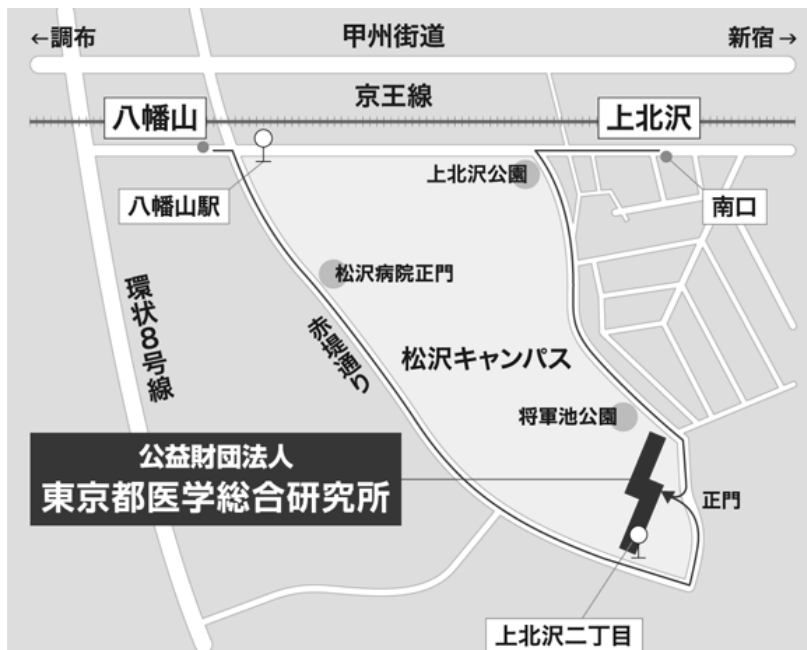 ←調布
甲州街道
新宿→
京王線
八幡山
上北沢
上北沢公園
八幡山駅
南口
松沢病院正門
環状8号線
赤堤通り
松沢キャンパス
将軍池公園
公益財団法人
東京都医学総合研究所
正門
上北沢二丁目